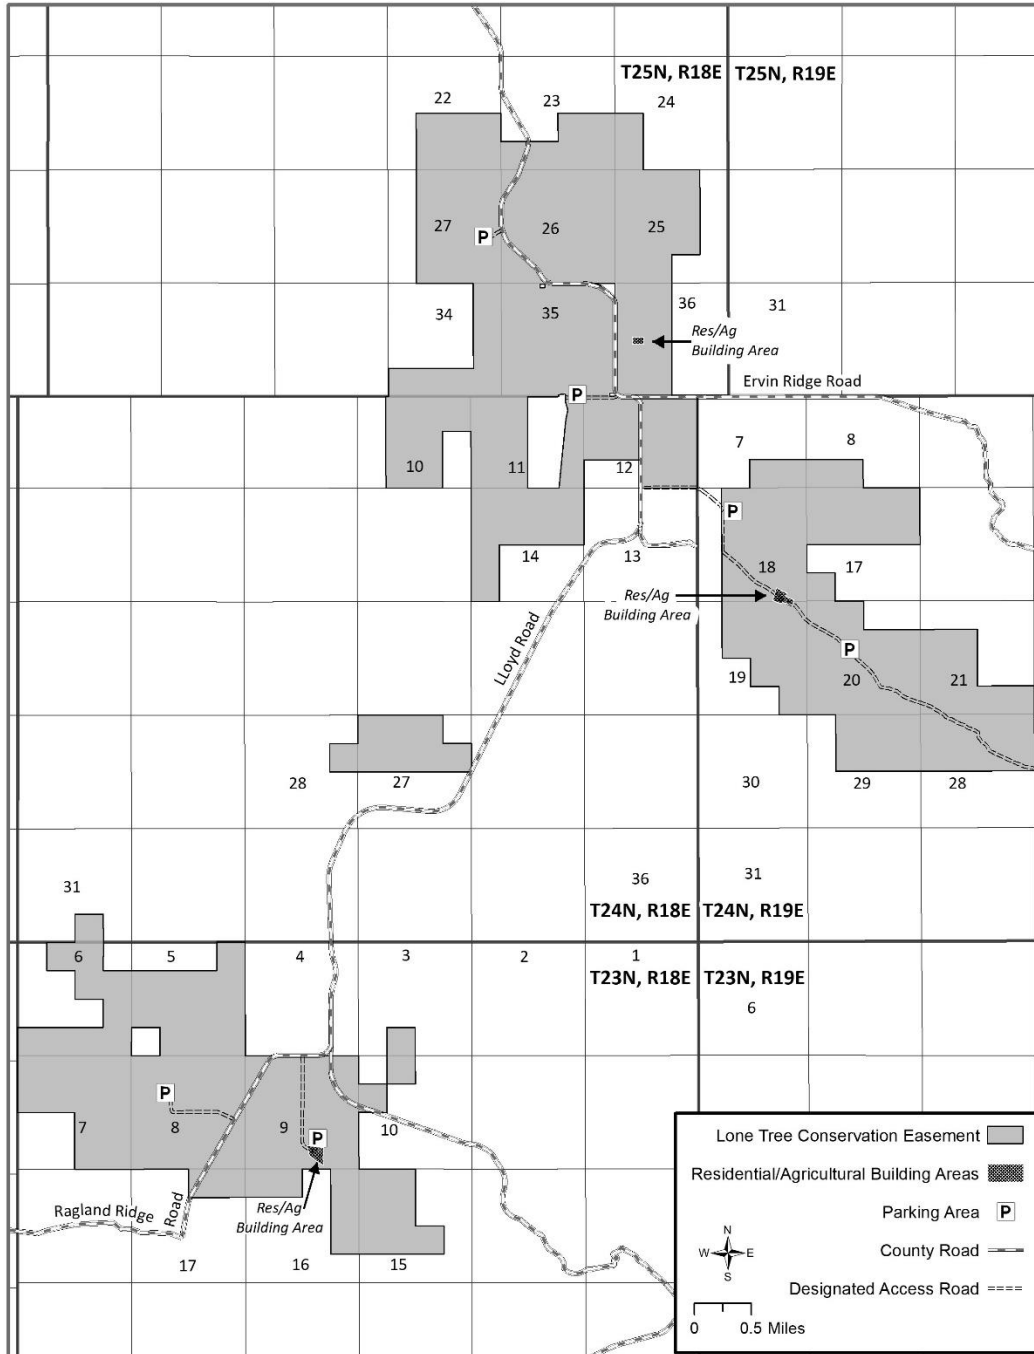 T25N, R18E
T25N, R19E
22
23
24
27
26
25
P
34
35
36
31
Res/Ag
Building Area
Ervin Ridge Road
P
7
8
10
11
12
P
14
13
18
17
Res/Ag
Building Area
LLoyd Road
P
19
20
21
28
27
30
29
28
31
36
31
T24N, R18E
T24N, R19E
6
5
4
3
2
1
T23N, R18E
T23N, R19E
6
P
7
8
9
P
10
Ragland Ridge
Road
Res/Ag
Building Area
17
16
15
Lone Tree Conservation Easement
Residential/Agricultural Building Areas
Parking Area
P
County Road
Designated Access Road
N
W
E
S
0
0.5 Miles